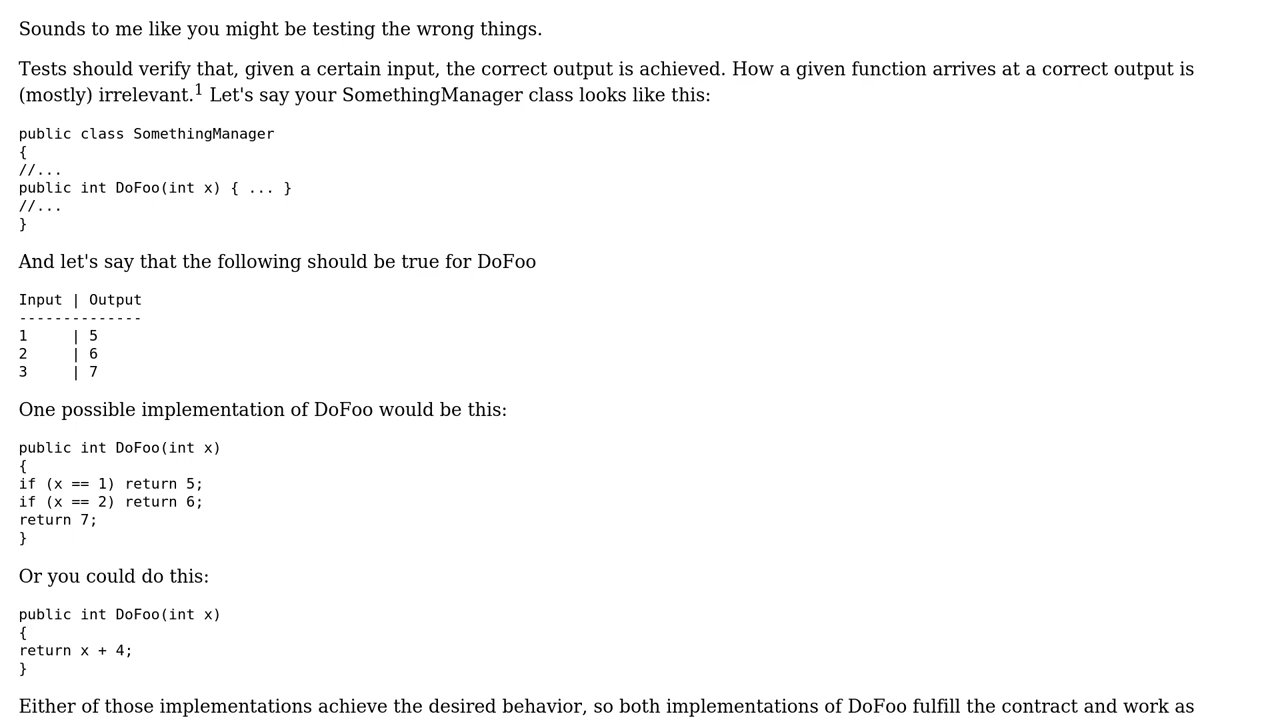 Sounds to me like you might be testing the wrong things.
Tests should verify that, given a certain input, the correct output is achieved. How a given function arrives at a correct output is
(mostly) irrelevant.1 Let's say your SomethingManager class looks like this:
public class SomethingManager
{
//...
public int DoFoo(int x) { ... }
//...
}
And let's say that the following should be true for DoFoo
Input | Output
--------------
1     | 5
2     | 6
3     | 7
One possible implementation of DoFoo would be this:
public int DoFoo(int x)
{
if (x == 1) return 5;
if (x == 2) return 6;
return 7;
}
Or you could do this:
public int DoFoo(int x)
{
return x + 4;
}
Either of those implementations achieve the desired behavior, so both implementations of DoFoo fulfill the contract and work as